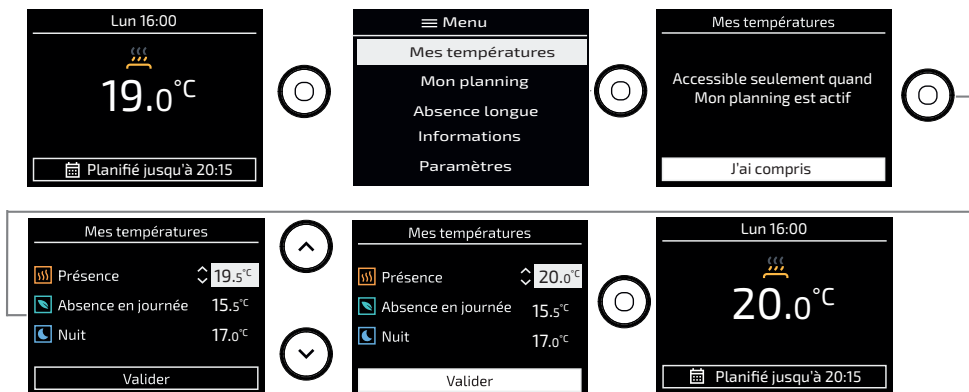 Lun 16:00
19.0°C
Planifié jusqu'à 20:15
Menu
Mes températures
Mon planning
Absence longue
Informations
Paramètres
Mes températures
Accessible seulement quand
Mon planning est actif
J'ai compris
Mes températures
Présence 19.5°C
Absence en journée 15.5°C
Nuit 17.0°C
Valider
Mes températures
Présence 20.0°C
Absence en journée 15.5°C
Nuit 17.0°C
Valider
Lun 16:00
20.0°C
Planifié jusqu'à 20:15